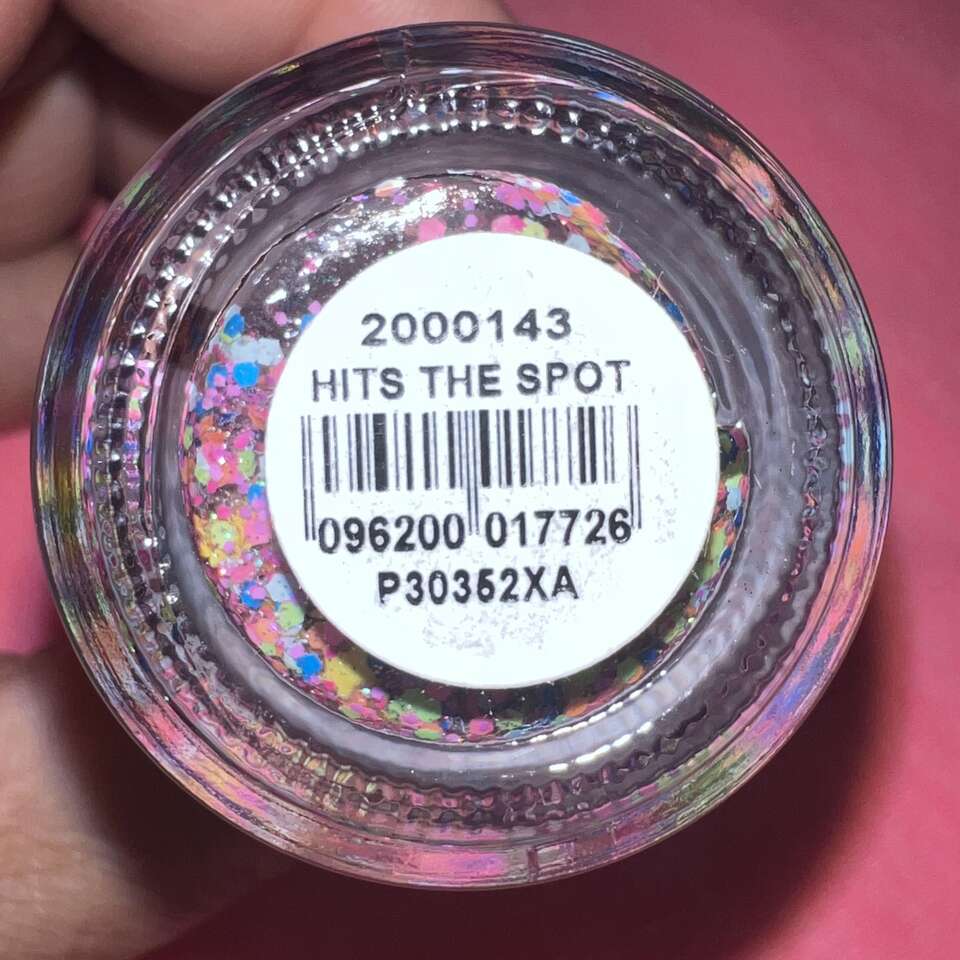 2000143
HITS THE SPOT
096200 017726
P30352XA